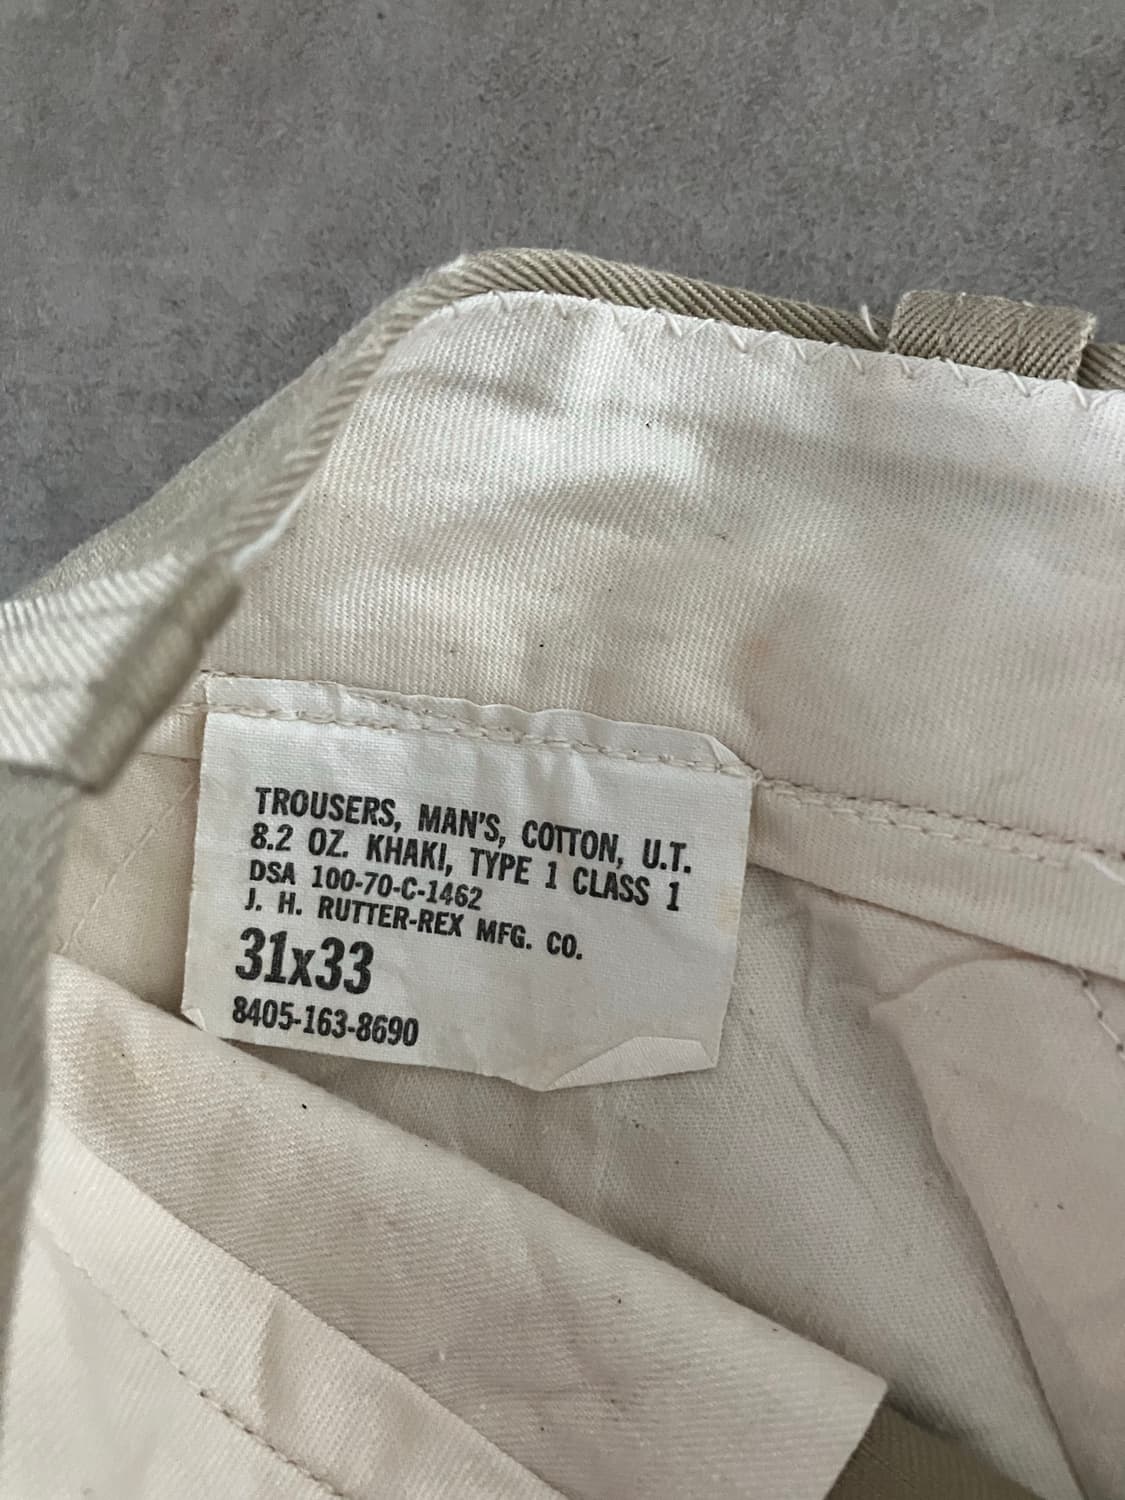 TROUSERS, MAN'S, COTTON, U.T.
8.2 OZ. KHAKI, TYPE 1 CLASS 1
DSA 100-70-C-1462
J. H. RUTTER-REX MFG. CO.
31x33
8405-163-8690